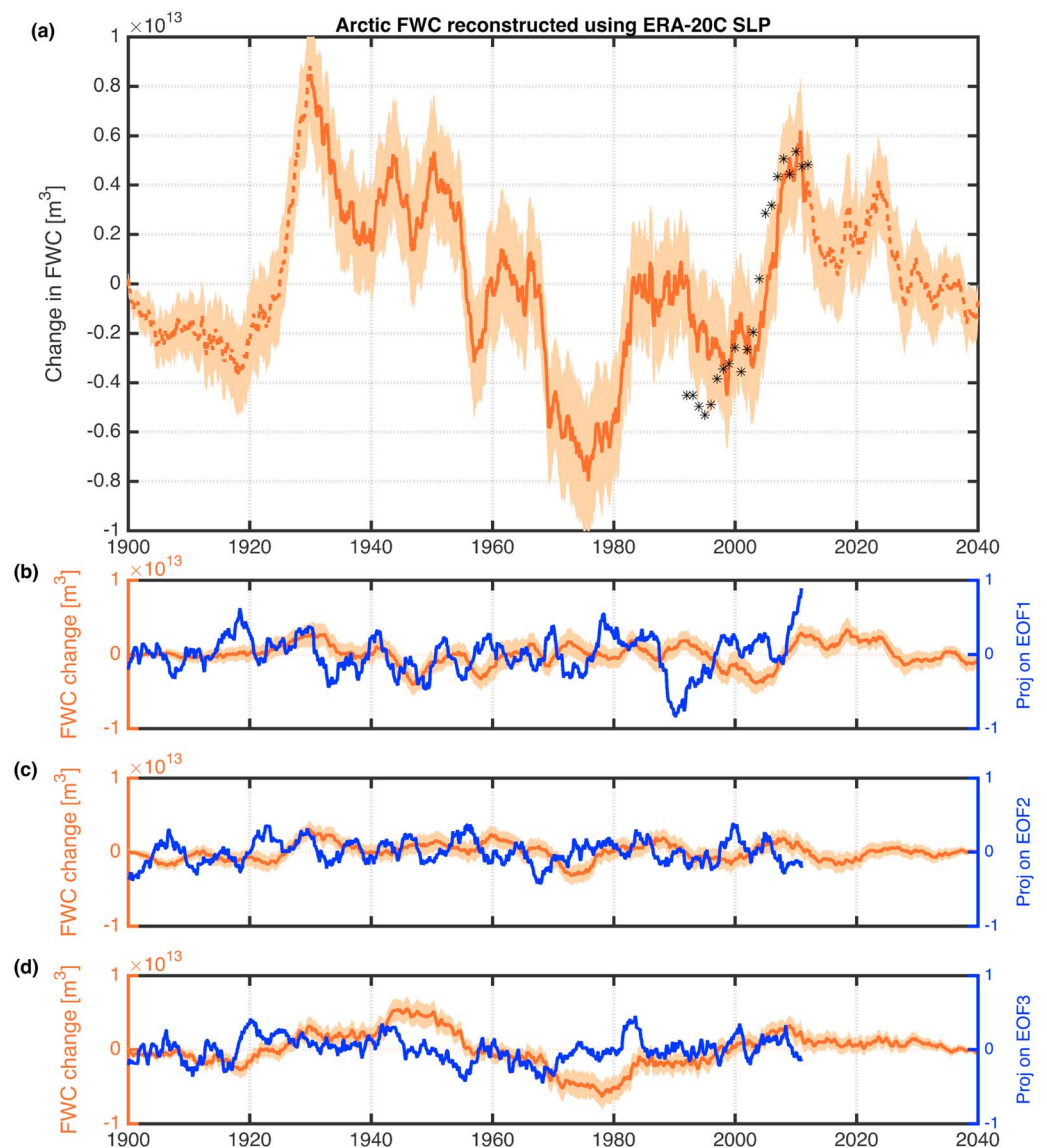 (a)
×10^13
Arctic FWC reconstructed using ERA-20C SLP
Change in FWC [m^3]
1
0.8
0.6
0.4
0.2
0
-0.2
-0.4
-0.6
-0.8
-1
1900 1920 1940 1960 1980 2000 2020 2040
(b)
×10^13
FWC change [m^3]
1
0
-1
1
0
-1
Proj on EOF1
(c)
×10^13
FWC change [m^3]
1
0
-1
1
0
-1
Proj on EOF2
(d)
×10^13
FWC change [m^3]
1
0
-1
1
0
-1
Proj on EOF3
1900 1920 1940 1960 1980 2000 2020 2040